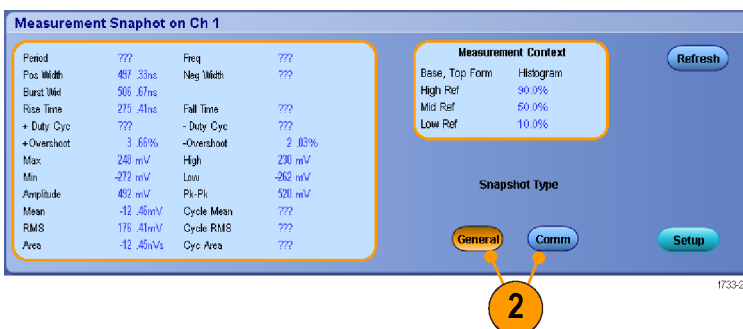 Measurement Snapshot on Ch 1
Period ??? Freq ???
Pos Width 497 .33ns Neg Width ???
Burst Wid 506 .67ns
Rise Time 275 .41ns Fall Time ???
+ Duty Cyc ??? - Duty Cyc ???
+Overshoot 3 .66% -Overshoot 2 .03%
Max 248 mV High 230 mV
Min -272 mV Low -262 mV
Amplitude 492 mV Pk-Pk 520 mV
Mean -12 .46mV Cycle Mean ???
RMS 176 .41mV Cycle RMS ???
Area -12 .45nVs Cyc Area ???
Measurement Context
Base, Top Form Histogram
High Ref 90.0%
Mid Ref 50.0%
Low Ref 10.0%
Refresh
Snapshot Type
General Comm
Setup
1733-2
2